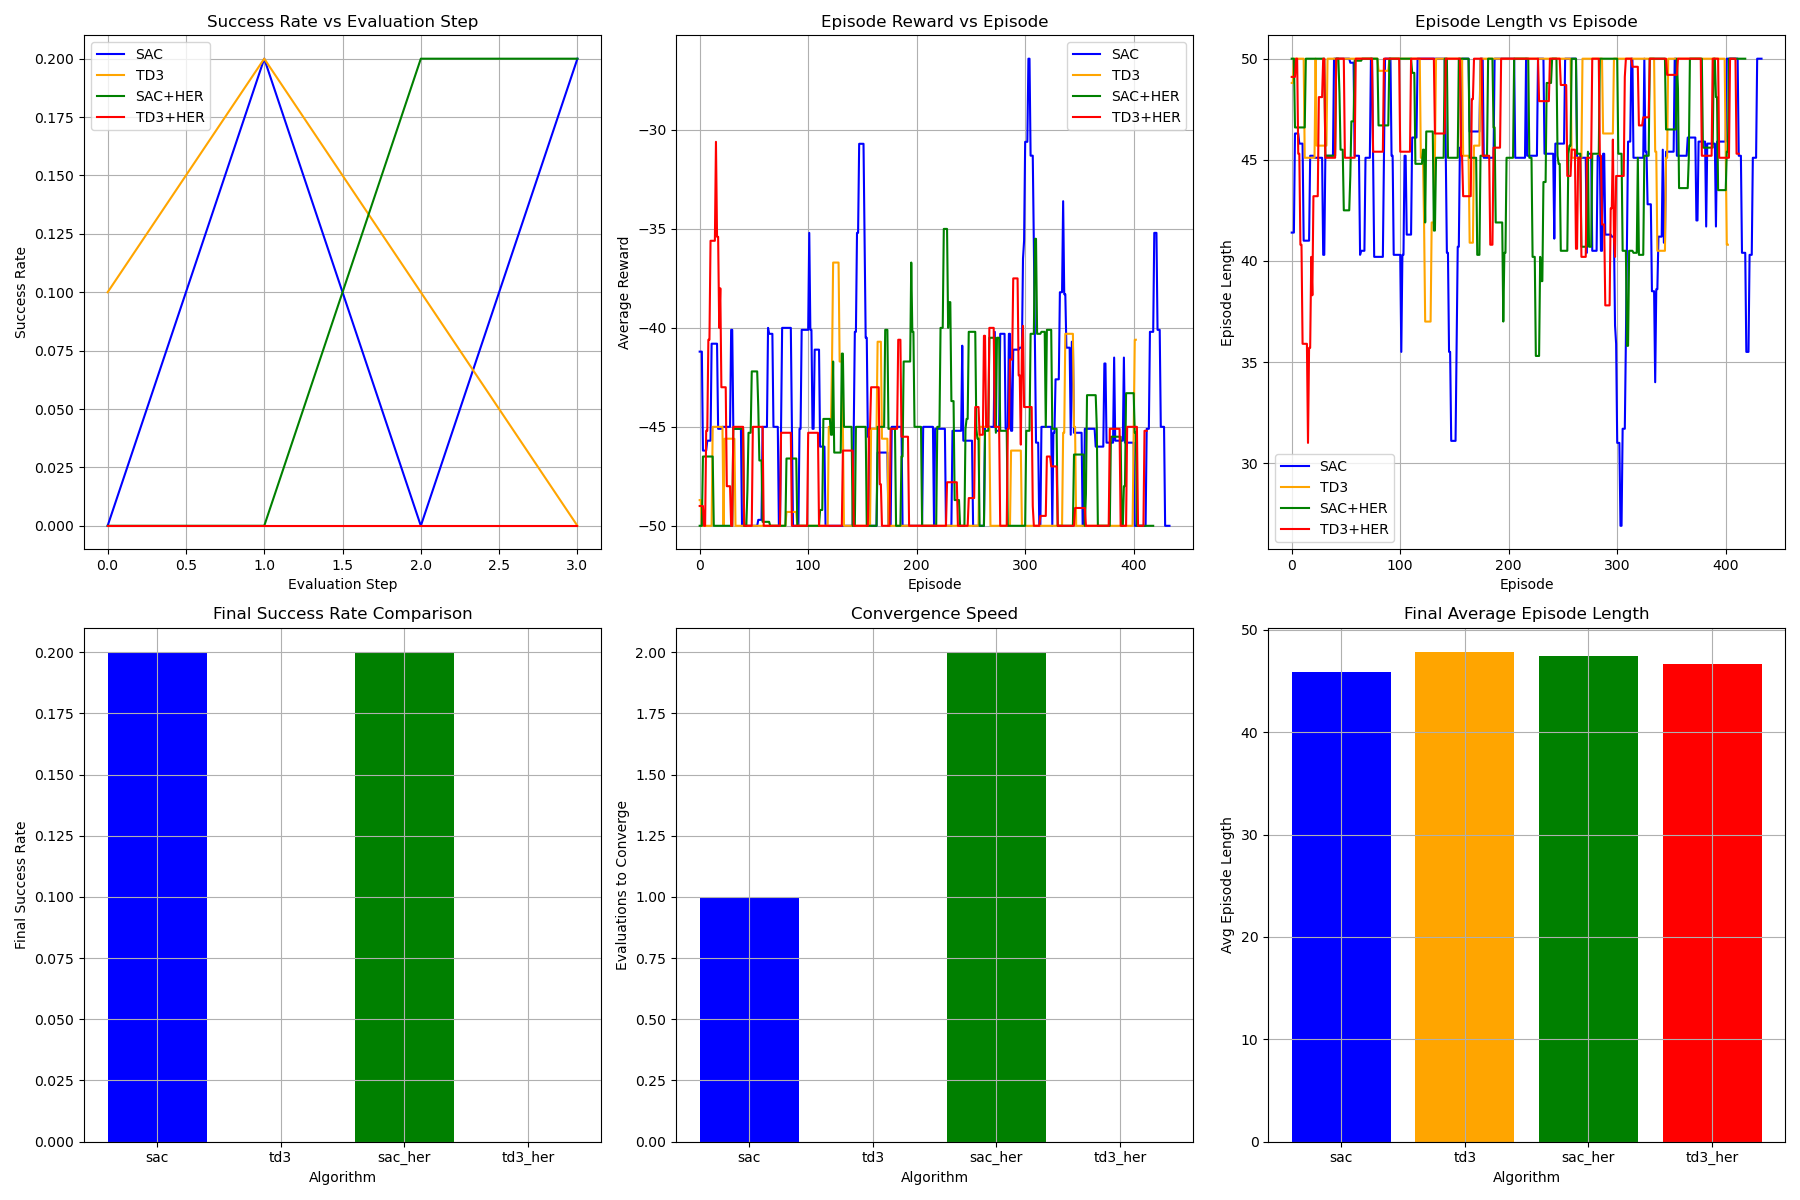 Success Rate vs Evaluation Step
Success Rate
0.200
0.175
0.150
0.125
0.100
0.075
0.050
0.025
0.000
SAC
TD3
SAC+HER
TD3+HER
0.0 0.5 1.0 1.5 2.0 2.5 3.0
Evaluation Step
Episode Reward vs Episode
Average Reward
−30
−35
−40
−45
−50
SAC
TD3
SAC+HER
TD3+HER
0 100 200 300 400
Episode
Episode Length vs Episode
Episode Length
50
45
40
35
30
SAC
TD3
SAC+HER
TD3+HER
0 100 200 300 400
Episode
Final Success Rate Comparison
Final Success Rate
0.200
0.175
0.150
0.125
0.100
0.075
0.050
0.025
0.000
sac td3 sac_her td3_her
Algorithm
Convergence Speed
Evaluations to Converge
2.00
1.75
1.50
1.25
1.00
0.75
0.50
0.25
0.00
sac td3 sac_her td3_her
Algorithm
Final Average Episode Length
Avg Episode Length
50
40
30
20
10
0
sac td3 sac_her td3_her
Algorithm